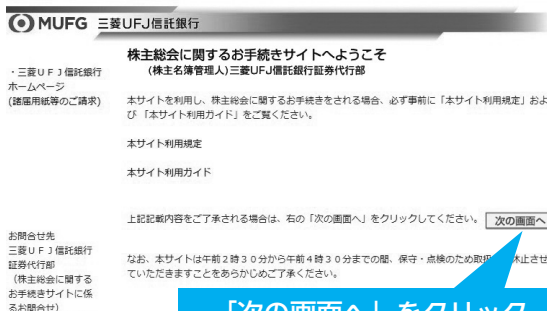 MUFG 三菱UFJ信託銀行
株主総会に関するお手続きサイトへようこそ
(株主名簿管理人)三菱UFJ信託銀行証券代行部
・三菱ＵＦＪ信託銀行
ホームページ
(諸届用紙等のご請求)
本サイトを利用し、株主総会に関するお手続きをされる場合、必ず事前に「本サイト利用規定」およ
び「本サイト利用ガイド」をご覧ください。
本サイト利用規定
本サイト利用ガイド
上記記載内容をご了承される場合は、右の「次の画面へ」をクリックしてください。 次の画面へ
お問合せ先
三菱ＵＦＪ信託銀行
証券代行部
（株主総会に関する
お手続きサイトに係
るお問合せ）
なお、本サイトは午前２時３０分から午前４時３０分までの間、保守・点検のため取扱 止させ
ていただきますことをあらかじめご了承ください。
「次の画面へ」をクリック